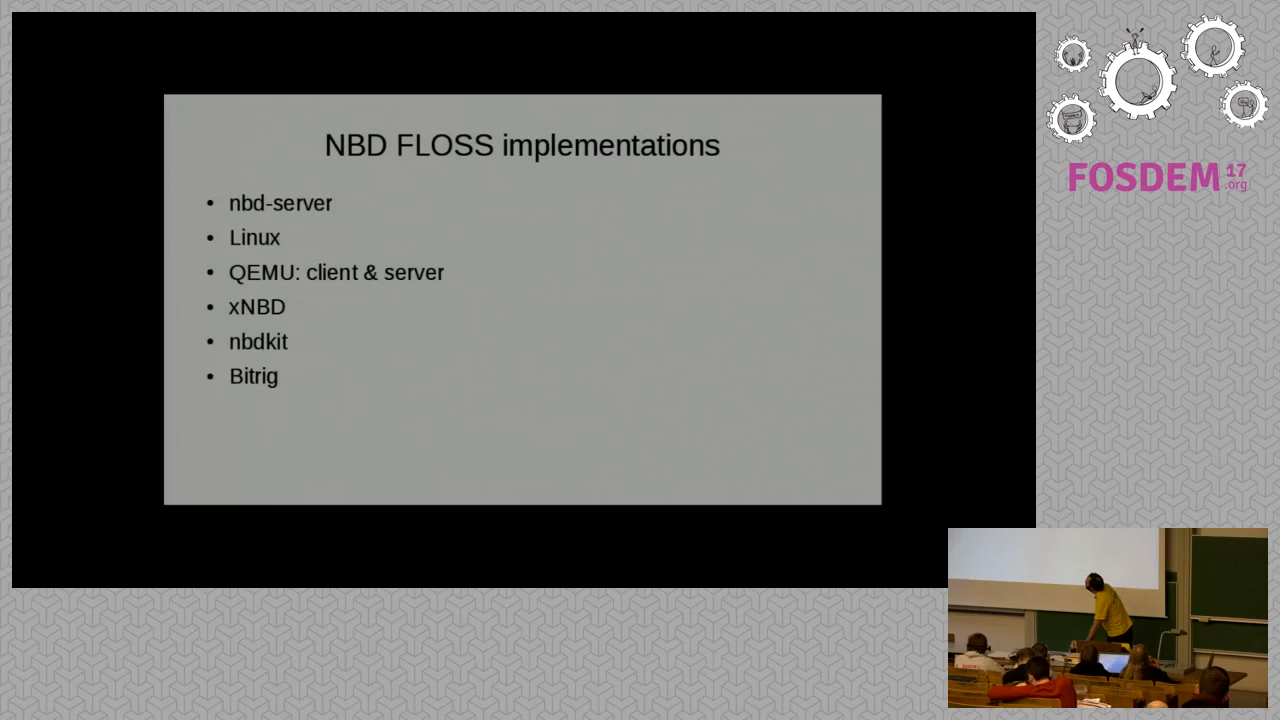 NBD FLOSS implementations
• nbd-server
• Linux
• QEMU: client & server
• xNBD
• nbdkit
• Bitrig
FOSDEM 17 .org